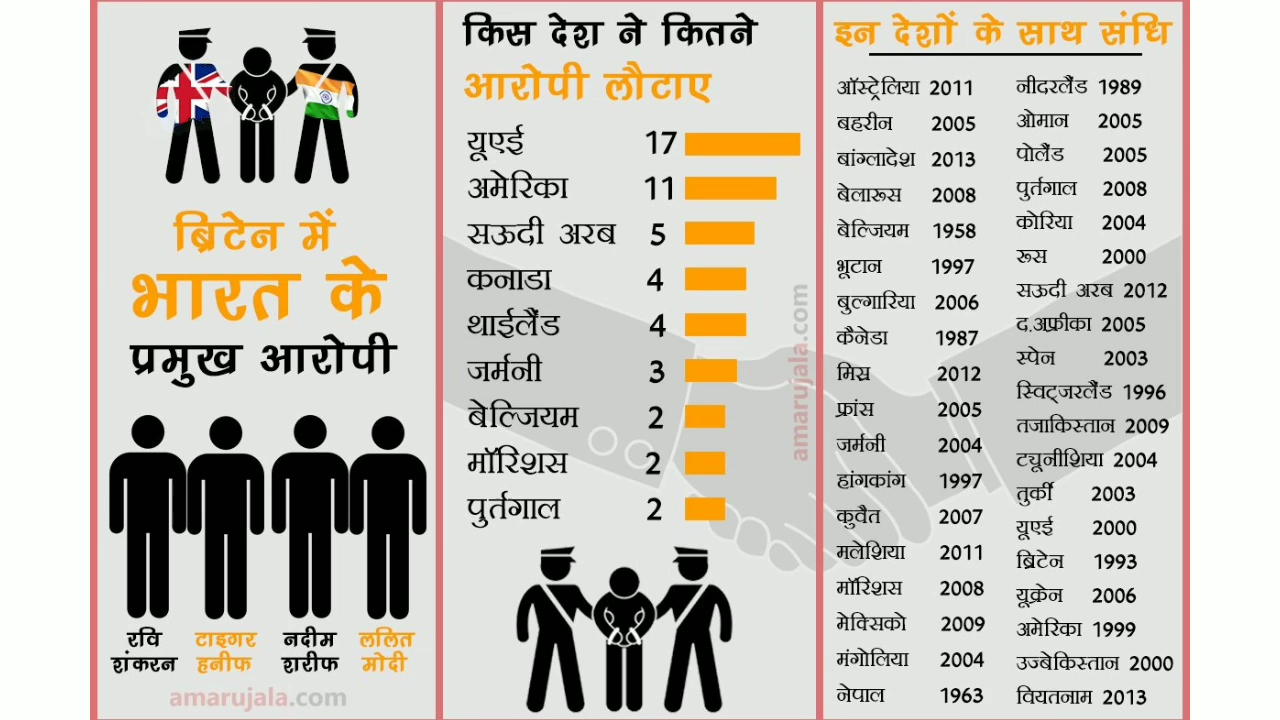 ब्रिटेन में
भारत के
प्रमुख आरोपी
रवि शंकरन
टाइगर हनीफ
नदीम शरीफ
ललित मोदी
amarujala.com
किस देश ने कितने
आरोपी लौटाए
यूएई 17
अमेरिका 11
सऊदी अरब 5
कनाडा 4
थाईलैंड 4
जर्मनी 3
बेल्जियम 2
मॉरिशस 2
पुर्तगाल 2
amarujala.com
इन देशों के साथ संधि
ऑस्ट्रेलिया 2011
बहरीन 2005
बांग्लादेश 2013
बेलारूस 2008
बेल्जियम 1958
भूटान 1997
बुल्गारिया 2006
कैनेडा 1987
मिस्र 2012
फ्रांस 2005
जर्मनी 2004
हांगकांग 1997
कुवैत 2007
मलेशिया 2011
मॉरिशस 2008
मेक्सिको 2009
मंगोलिया 2004
नेपाल 1963
नीदरलैंड 1989
ओमान 2005
पोलैंड 2005
पुर्तगाल 2008
कोरिया 2004
रूस 2000
सऊदी अरब 2012
द.अफ्रीका 2005
स्पेन 2003
स्विट्जरलैंड 1996
तजाकिस्तान 2009
ट्यूनीशिया 2004
तुर्की 2003
यूएई 2000
ब्रिटेन 1993
यूक्रेन 2006
अमेरिका 1999
उज्बेकिस्तान 2000
वियतनाम 2013